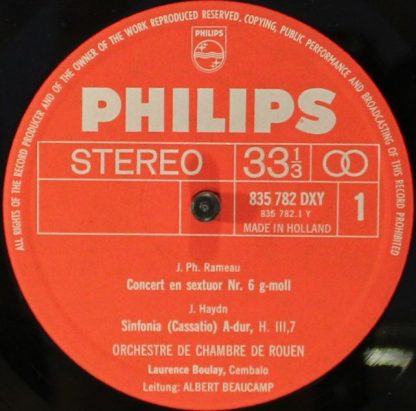 ALL RIGHTS OF THE RECORD PRODUCER AND OF THE OWNER OF THE WORK REPRODUCED RESERVED. COPYING, PUBLIC PERFORMANCE AND BROADCASTING OF THIS RECORD PROHIBITED
PHILIPS
PHILIPS
STEREO
33 1/3
835 782 DXY
835 782.1 Y
MADE IN HOLLAND
1
J. Ph. Rameau
Concert en sextuor Nr. 6 g-moll
J. Haydn
Sinfonia (Cassatio) A-dur, H. III,7
ORCHESTRE DE CHAMBRE DE ROUEN
Laurence Boulay, Cembalo
Leitung: ALBERT BEAUCAMP